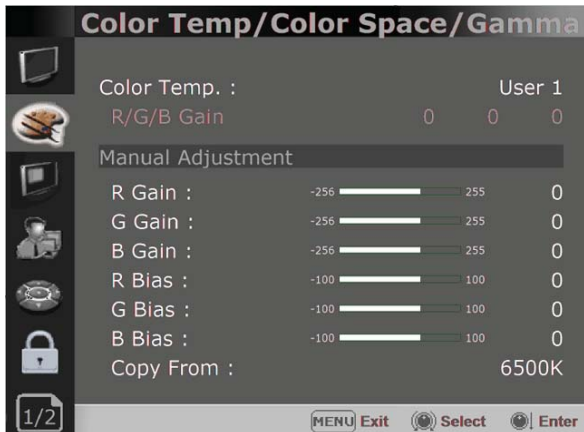 Color Temp/Color Space/Gamma
Color Temp. : User 1
R/G/B Gain 0 0 0
Manual Adjustment
R Gain : -256 255 0
G Gain : -256 255 0
B Gain : -256 255 0
R Bias : -100 100 0
G Bias : -100 100 0
B Bias : -100 100 0
Copy From : 6500K
1/2 MENU Exit Select Enter